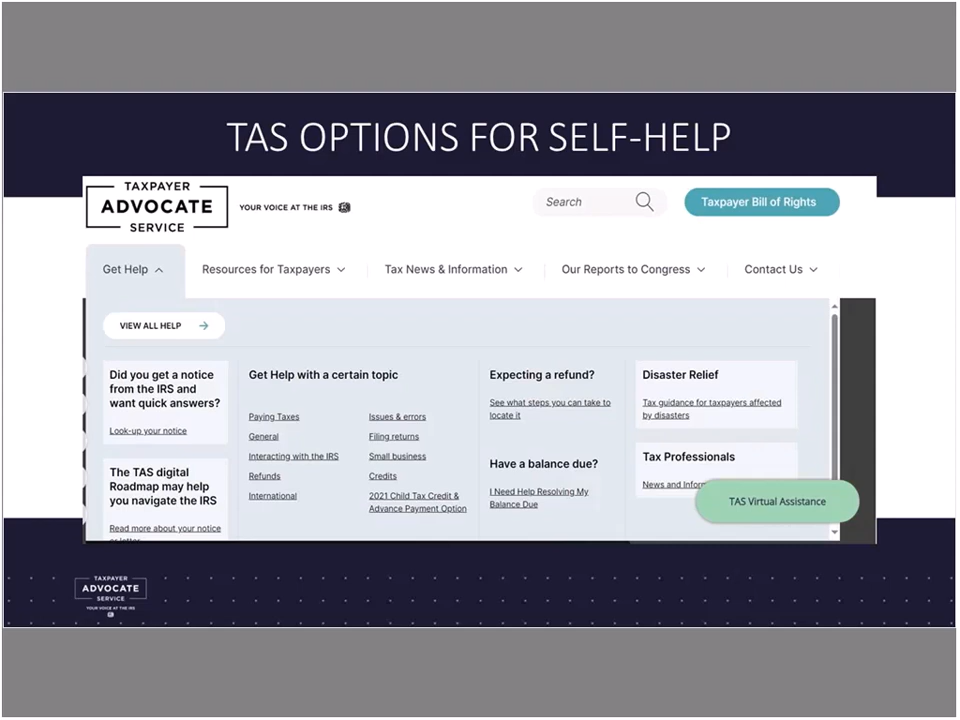 TAS OPTIONS FOR SELF-HELP
TAXPAYER
ADVOCATE
SERVICE
YOUR VOICE AT THE IRS
Search
Taxpayer Bill of Rights
Get Help
Resources for Taxpayers
Tax News & Information
Our Reports to Congress
Contact Us
VIEW ALL HELP
Did you get a notice
from the IRS and
want quick answers?
Look-up your notice
The TAS digital
Roadmap may help
you navigate the IRS
Read more about your notice
or letter
Get Help with a certain topic
Paying Taxes
General
Interacting with the IRS
Refunds
International
Issues & errors
Filing returns
Small business
Credits
2021 Child Tax Credit &
Advance Payment Option
Expecting a refund?
See what steps you can take to
locate it
Have a balance due?
I Need Help Resolving My
Balance Due
Disaster Relief
Tax guidance for taxpayers affected
by disasters
Tax Professionals
News and Infor
TAS Virtual Assistance
TAXPAYER
ADVOCATE
SERVICE
YOUR VOICE AT THE IRS